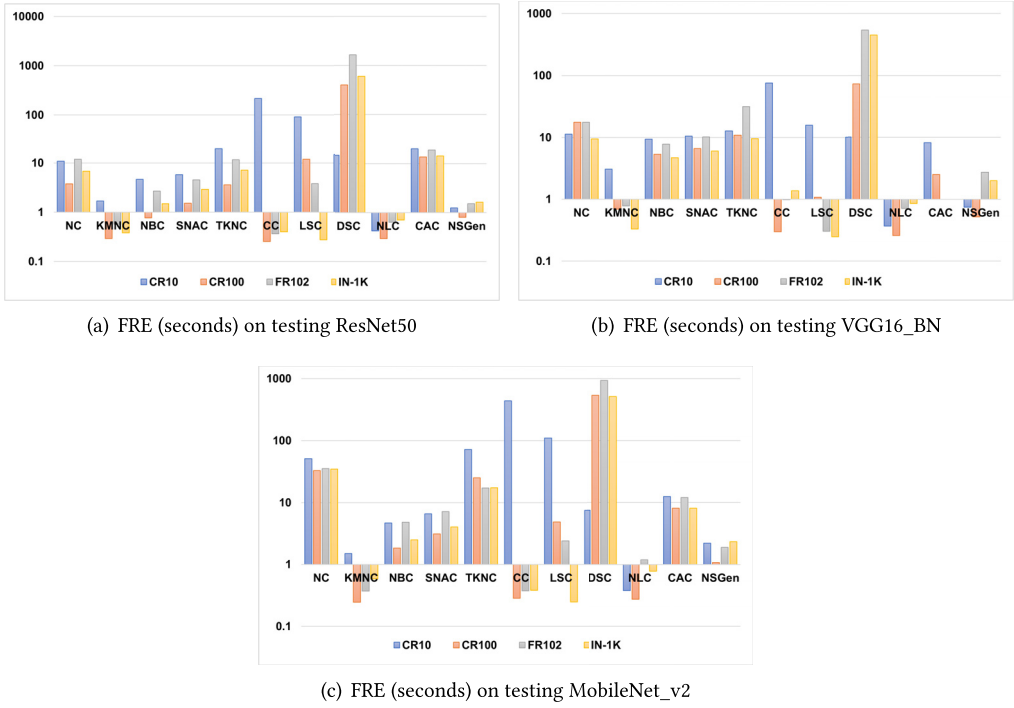 10000
1000
100
10
1
0.1
NC KMNC NBC SNAC TKNC CC LSC DSC NLC CAC NSGen
CR10 CR100 FR102 IN-1K
(a) FRE (seconds) on testing ResNet50
1000
100
10
1
0.1
NC KMNC NBC SNAC TKNC CC LSC DSC NLC CAC NSGen
CR10 CR100 FR102 IN-1K
(b) FRE (seconds) on testing VGG16_BN
1000
100
10
1
0.1
NC KMNC NBC SNAC TKNC CC LSC DSC NLC CAC NSGen
CR10 CR100 FR102 IN-1K
(c) FRE (seconds) on testing MobileNet_v2